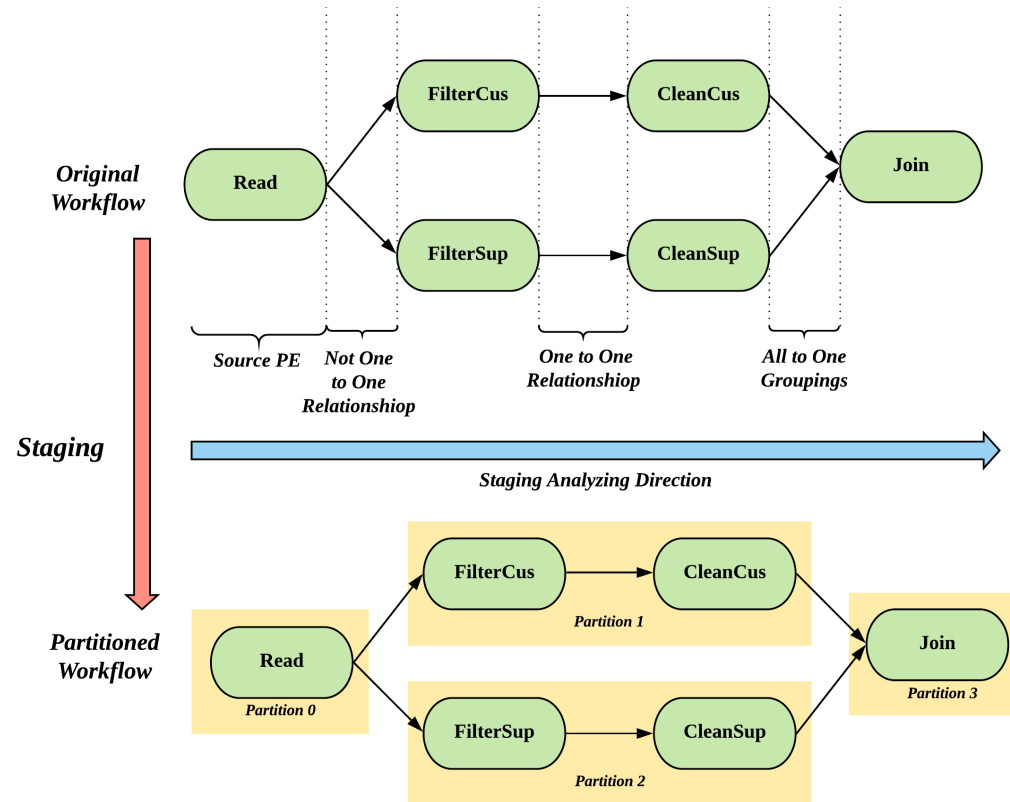 FilterCus
CleanCus
Original
Workflow
Read
Join
FilterSup
CleanSup
Source PE
Not One
to One
Relationshiop
One to One
Relationshiop
All to One
Groupings
Staging
Staging Analyzing Direction
FilterCus
CleanCus
Partition 1
Partitioned
Workflow
Read
Partition 0
Join
Partition 3
FilterSup
CleanSup
Partition 2